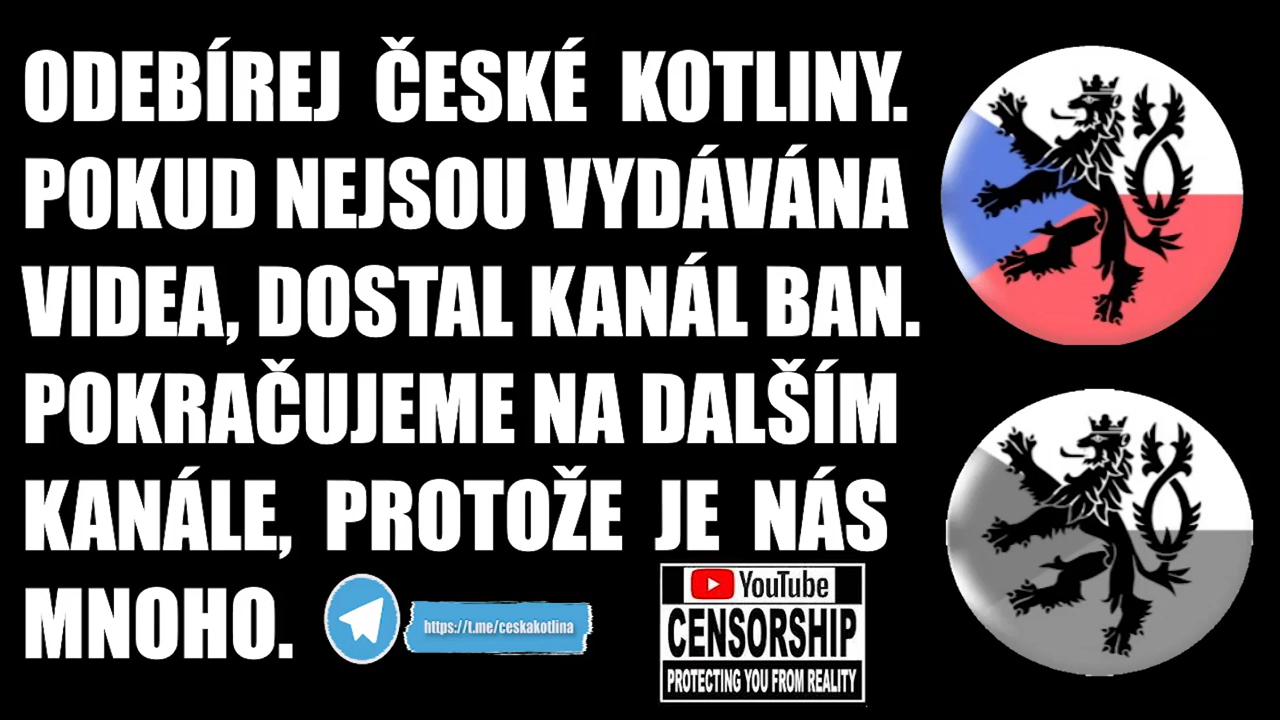 ODEBÍREJ ČESKÉ KOTLINY.
POKUD NEJSOU VYDÁVÁNA
VIDEA, DOSTAL KANÁL BAN.
POKRAČUJEME NA DALŠÍM
KANÁLE, PROTOŽE JE NÁS
MNOHO.
https://t.me/ceskakotlina
YouTube
CENSORSHIP
PROTECTING YOU FROM REALITY